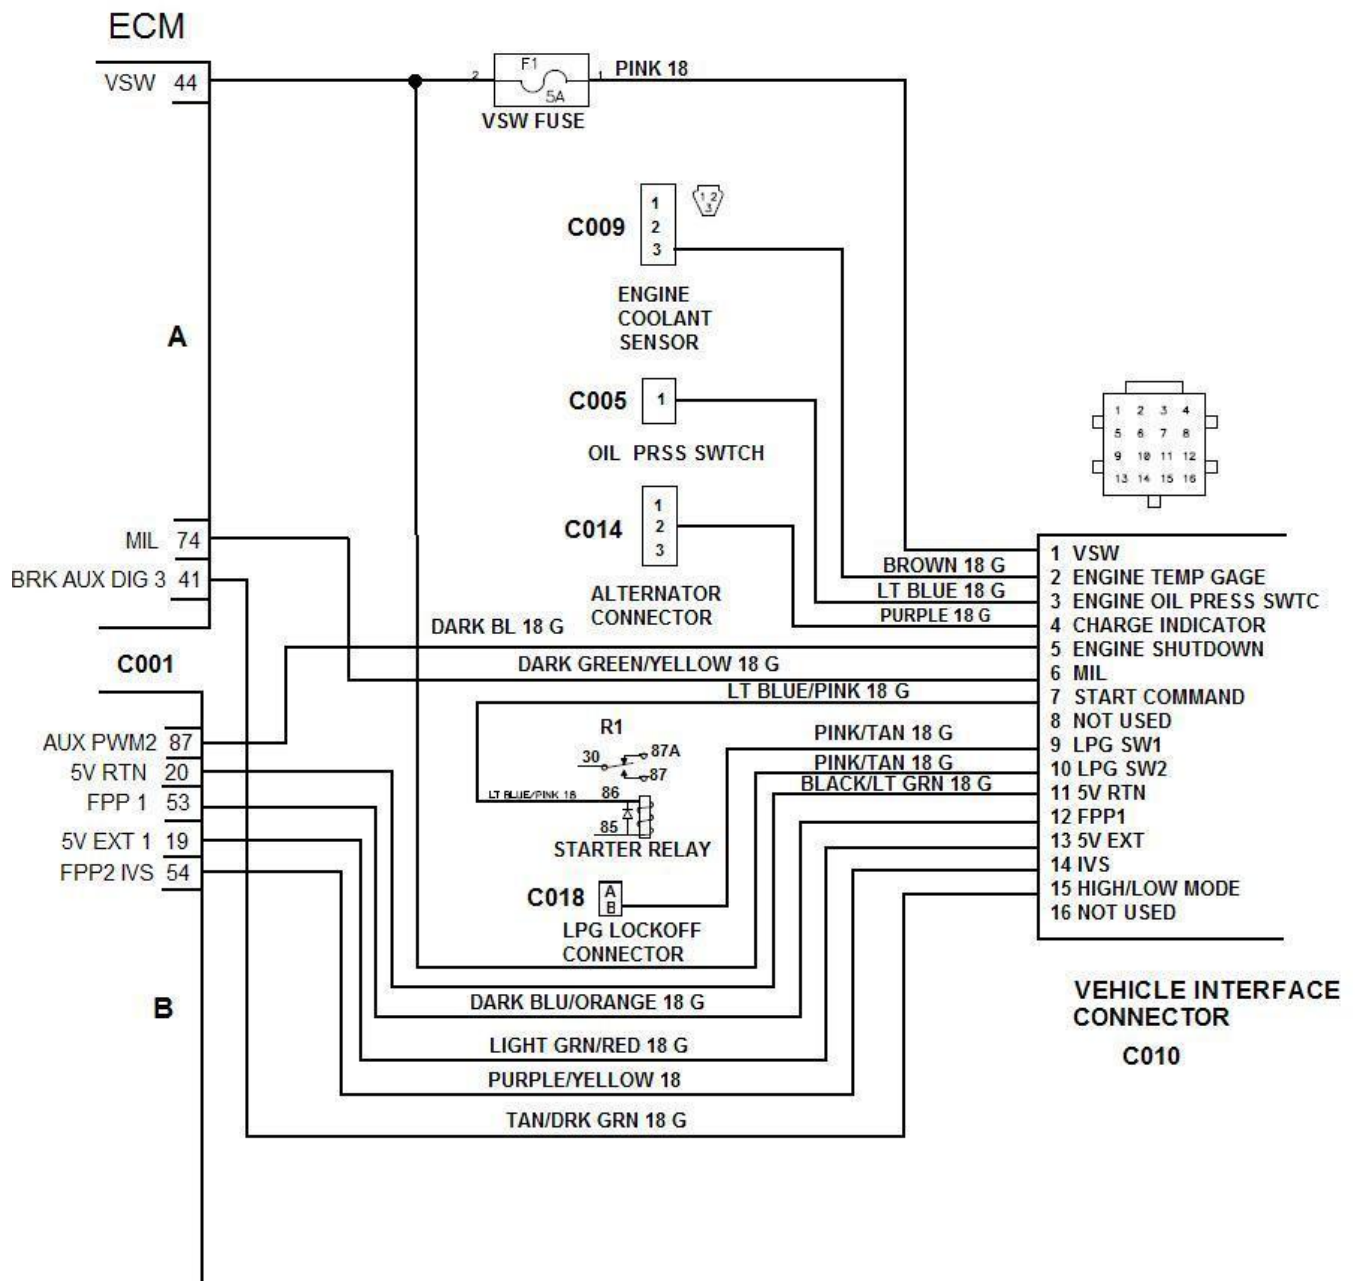 ECM
VSW 44
2 F1 1 PINK 18
5A
VSW FUSE
C009
1
2
3
1 2
3
ENGINE
COOLANT
SENSOR
A
C005 1
OIL PRSS SWTCH
C014
1
2
3
ALTERNATOR
CONNECTOR
1 2 3 4
5 6 7 8
9 10 11 12
13 14 15 16
MIL 74
BRK AUX DIG 3 41
C001
BROWN 18 G
LT BLUE 18 G
PURPLE 18 G
DARK BL 18 G
DARK GREEN/YELLOW 18 G
LT BLUE/PINK 18 G
PINK/TAN 18 G
PINK/TAN 18 G
BLACK/LT GRN 18 G
1 VSW
2 ENGINE TEMP GAGE
3 ENGINE OIL PRESS SWTC
4 CHARGE INDICATOR
5 ENGINE SHUTDOWN
6 MIL
7 START COMMAND
8 NOT USED
9 LPG SW1
10 LPG SW2
11 5V RTN
12 FPP1
13 5V EXT
14 IVS
15 HIGH/LOW MODE
16 NOT USED
AUX PWM2 87
5V RTN 20
FPP 1 53
5V EXT 1 19
FPP2 IVS 54
R1
30 87A
87
LT BLUE/PINK 18 86
85
STARTER RELAY
C018
A
B
LPG LOCKOFF
CONNECTOR
B
DARK BLU/ORANGE 18 G
LIGHT GRN/RED 18 G
PURPLE/YELLOW 18
TAN/DRK GRN 18 G
VEHICLE INTERFACE
CONNECTOR
C010